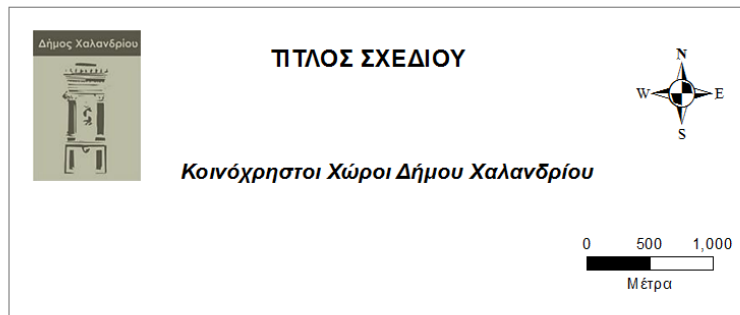 Δήμος Χαλανδρίου
ΤΙΤΛΟΣ ΣΧΕΔΙΟΥ
N
W E
S
Κοινόχρηστοι Χώροι Δήμου Χαλανδρίου
0 500 1,000
Μέτρα